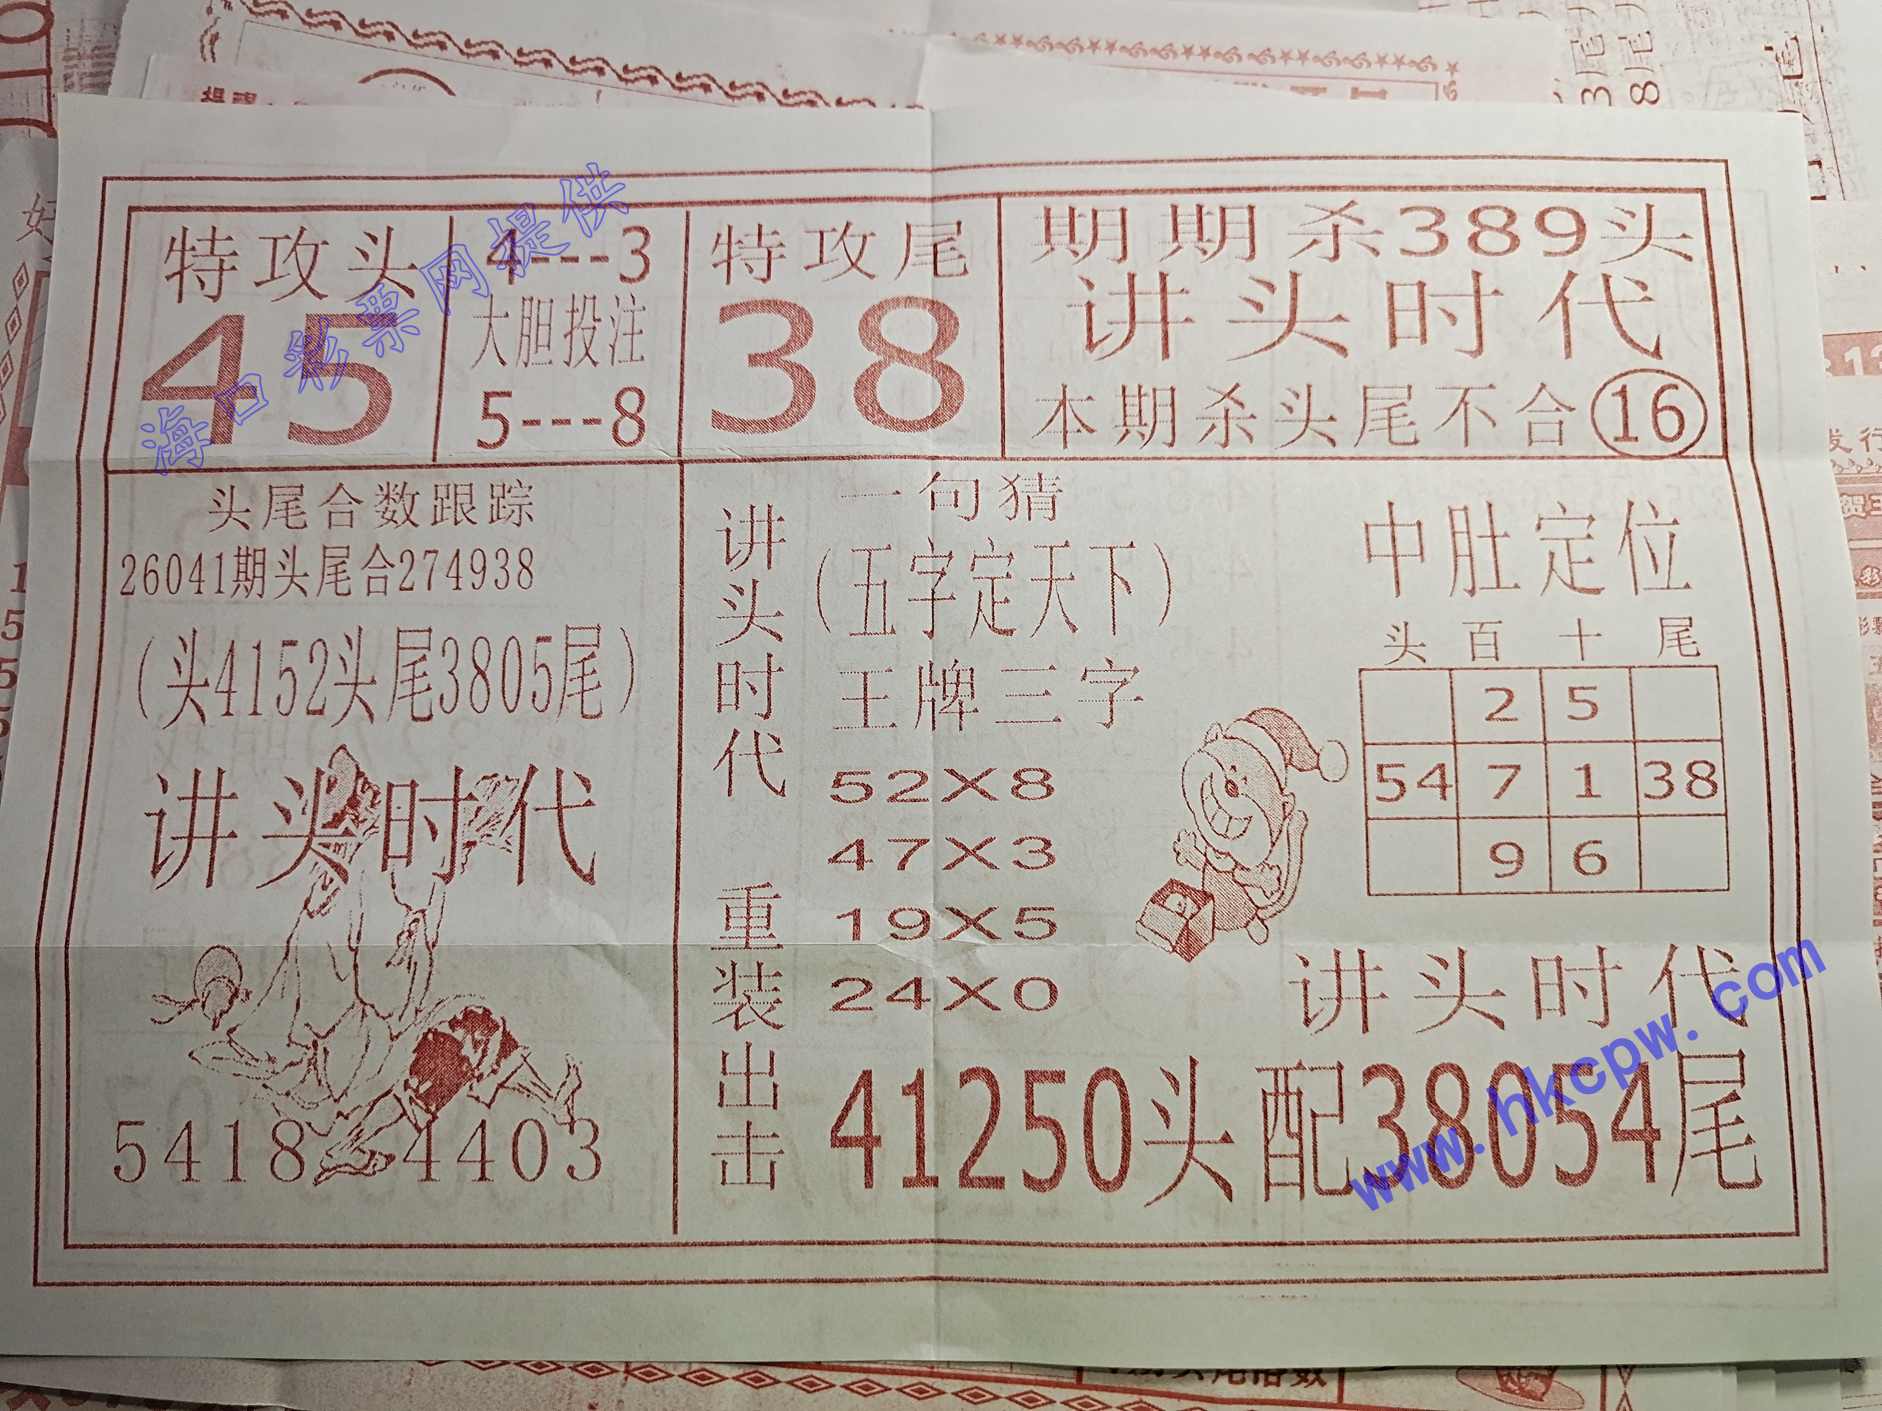 特攻头
45
4---3
大胆投注
5---8
特攻尾
38
期期杀389头
讲头时代
本期杀头尾不合 16
头尾合数跟踪
26041期头尾合274938
（头4152头尾3805尾）
讲头时代
5418 4403
讲头时代 重装出击
一句猜
（五字定天下）
王牌三字
52X8
47X3
19X5
24X0
中肚定位
头 百 十 尾
2 5
54 7 1 38
9 6
讲头时代
41250头 配38054尾
海口彩票网提供
www.hkcpw.com
3尾
8尾
发行